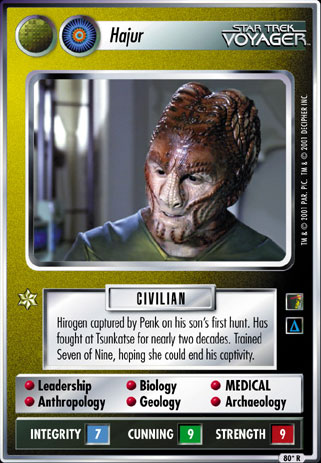 Hajur
STAR TREK
VOYAGER™
TM & © 2001 PAR. PIC. TM & © 2001 DECIPHER INC.
CIVILIAN
Hirogen captured by Penk on his son's first hunt. Has
fought at Tsunkatse for nearly two decades. Trained
Seven of Nine, hoping she could end his captivity.
Leadership Biology MEDICAL
Anthropology Geology Archaeology
INTEGRITY 7 CUNNING 9 STRENGTH 9
80* R